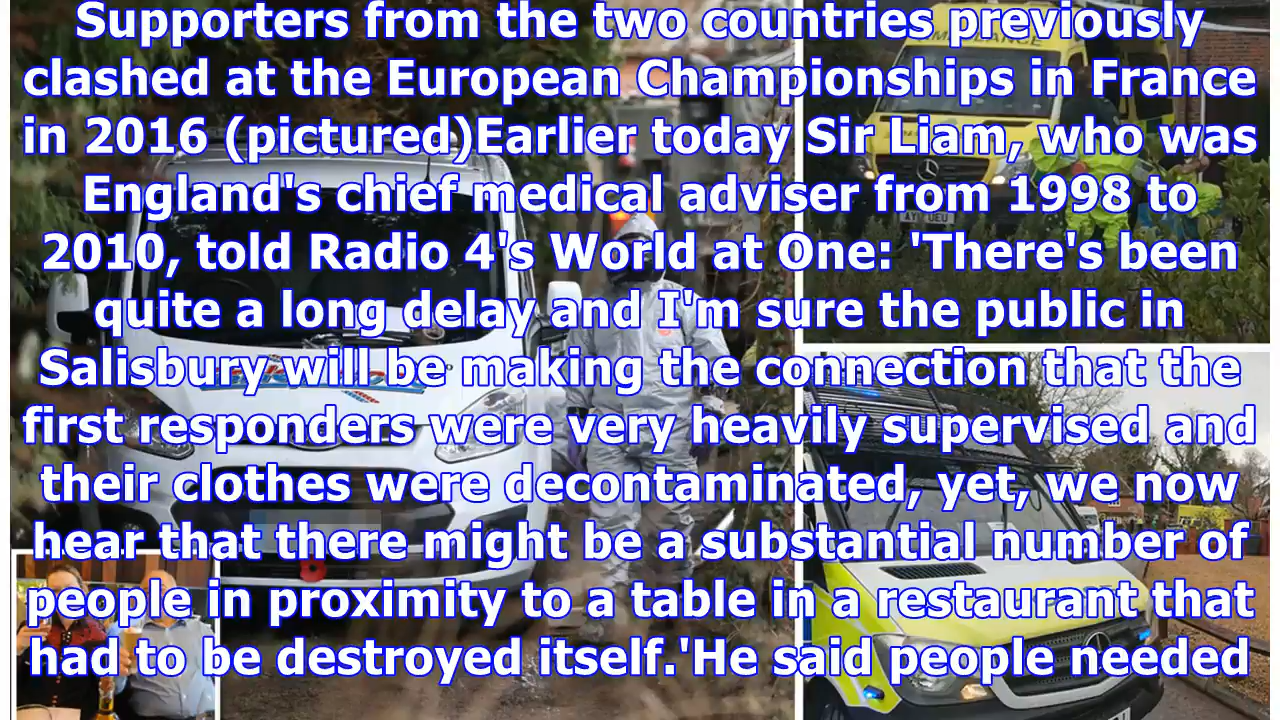 Supporters from the two countries previously
clashed at the European Championships in France
in 2016 (pictured)Earlier today Sir Liam, who was
England's chief medical adviser from 1998 to
2010, told Radio 4's World at One: 'There's been
quite a long delay and I'm sure the public in
Salisbury will be making the connection that the
first responders were very heavily supervised and
their clothes were decontaminated, yet, we now
hear that there might be a substantial number of
people in proximity to a table in a restaurant that
had to be destroyed itself.'He said people needed
AMBULANCE